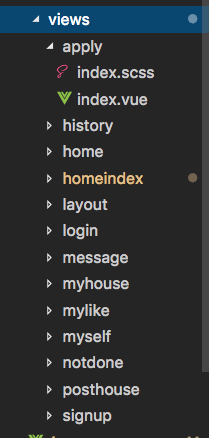 views
apply
index.scss
index.vue
history
home
homeindex
layout
login
message
myhouse
mylike
myself
notdone
posthouse
signup